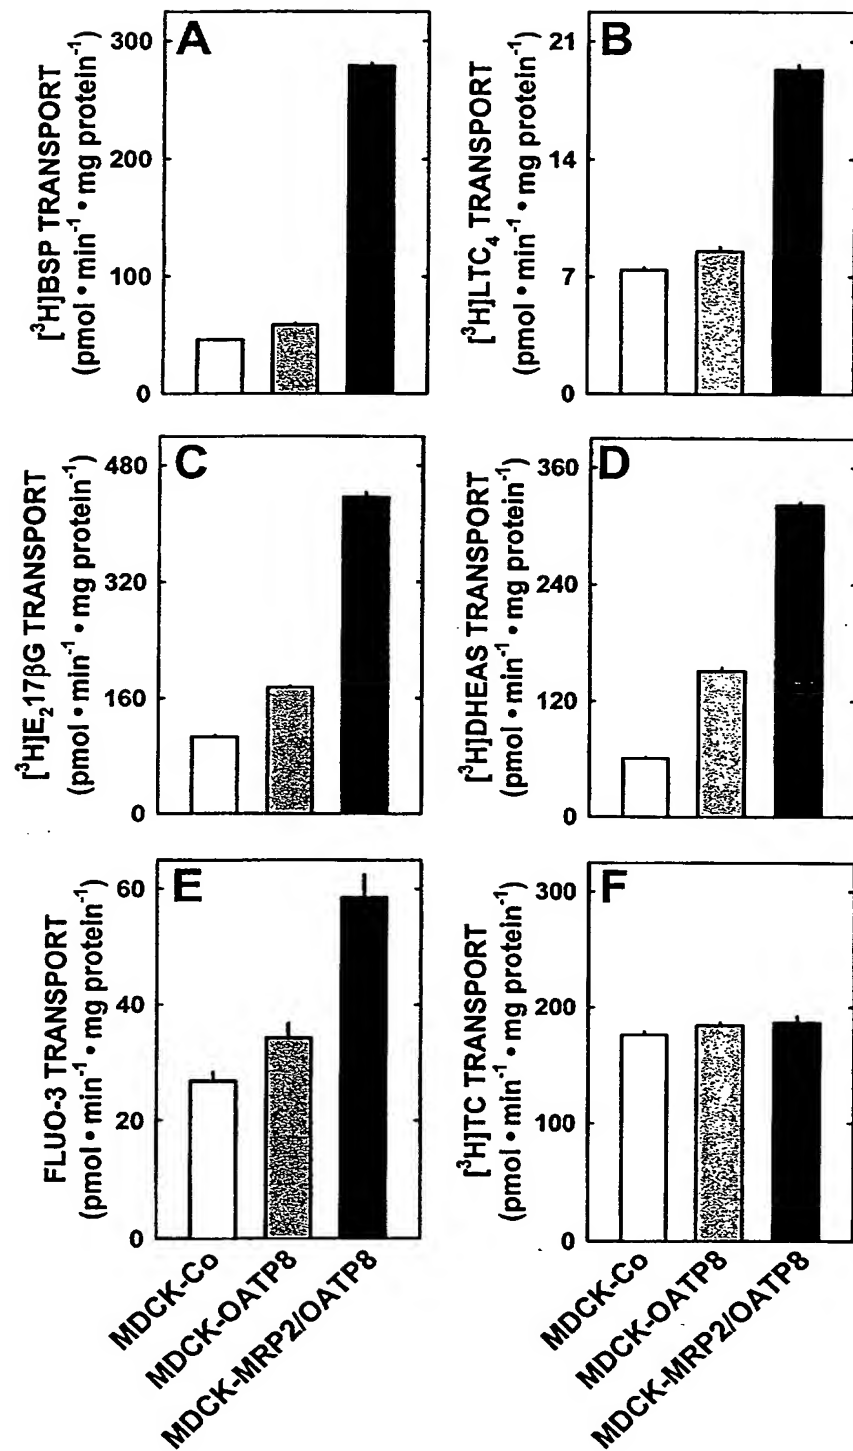 A
[³H]BSP TRANSPORT
(pmol • min⁻¹ • mg protein⁻¹)
300
200
100
0
B
[³H]LTC₄ TRANSPORT
(pmol • min⁻¹ • mg protein⁻¹)
21
14
7
0
C
[³H]E₂17βG TRANSPORT
(pmol • min⁻¹ • mg protein⁻¹)
480
320
160
0
D
[³H]DHEAS TRANSPORT
(pmol • min⁻¹ • mg protein⁻¹)
360
240
120
0
E
FLUO-3 TRANSPORT
(pmol • min⁻¹ • mg protein⁻¹)
60
40
20
0
F
[³H]TC TRANSPORT
(pmol • min⁻¹ • mg protein⁻¹)
300
200
100
0
MDCK-Co
MDCK-OATP8
MDCK-MRP2/OATP8
MDCK-Co
MDCK-OATP8
MDCK-MRP2/OATP8